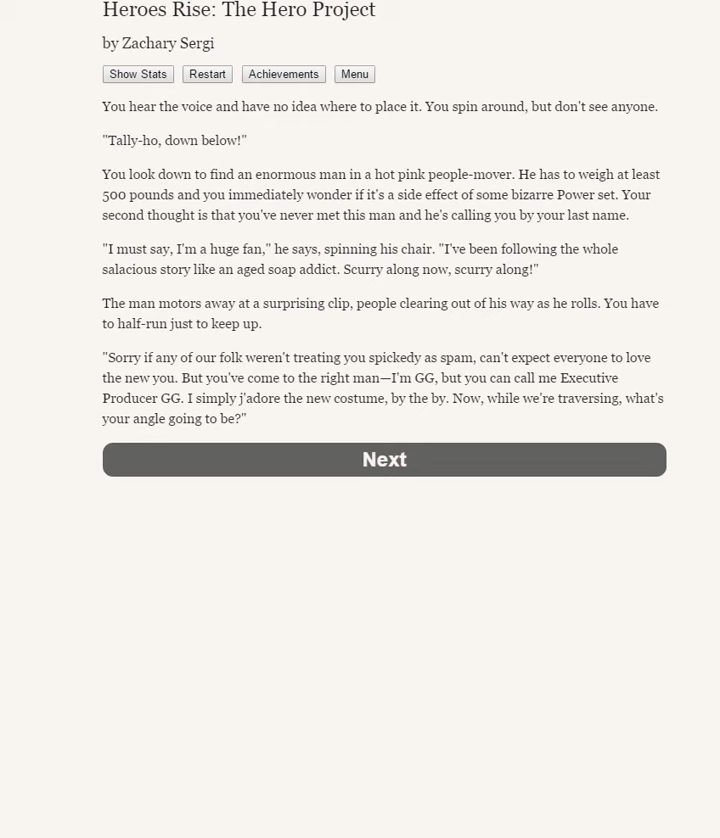 Heroes Rise: The Hero Project
by Zachary Sergi
Show Stats Restart Achievements Menu
You hear the voice and have no idea where to place it. You spin around, but don't see anyone.
"Tally-ho, down below!"
You look down to find an enormous man in a hot pink people-mover. He has to weigh at least
500 pounds and you immediately wonder if it's a side effect of some bizarre Power set. Your
second thought is that you've never met this man and he's calling you by your last name.
"I must say, I'm a huge fan," he says, spinning his chair. "I've been following the whole
salacious story like an aged soap addict. Scurry along now, scurry along!"
The man motors away at a surprising clip, people clearing out of his way as he rolls. You have
to half-run just to keep up.
"Sorry if any of our folk weren't treating you spickedy as spam, can't expect everyone to love
the new you. But you've come to the right man—I'm GG, but you can call me Executive
Producer GG. I simply j'adore the new costume, by the by. Now, while we're traversing, what's
your angle going to be?"
Next